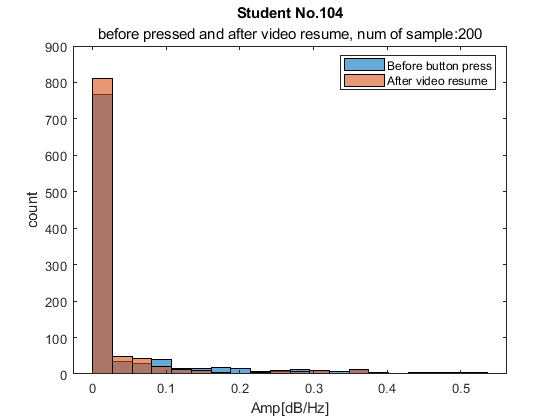 Student No.104
before pressed and after video resume, num of sample:200
900
800
700
600
500
400
300
200
100
0
count
Before button press
After video resume
0 0.1 0.2 0.3 0.4 0.5
Amp[dB/Hz]